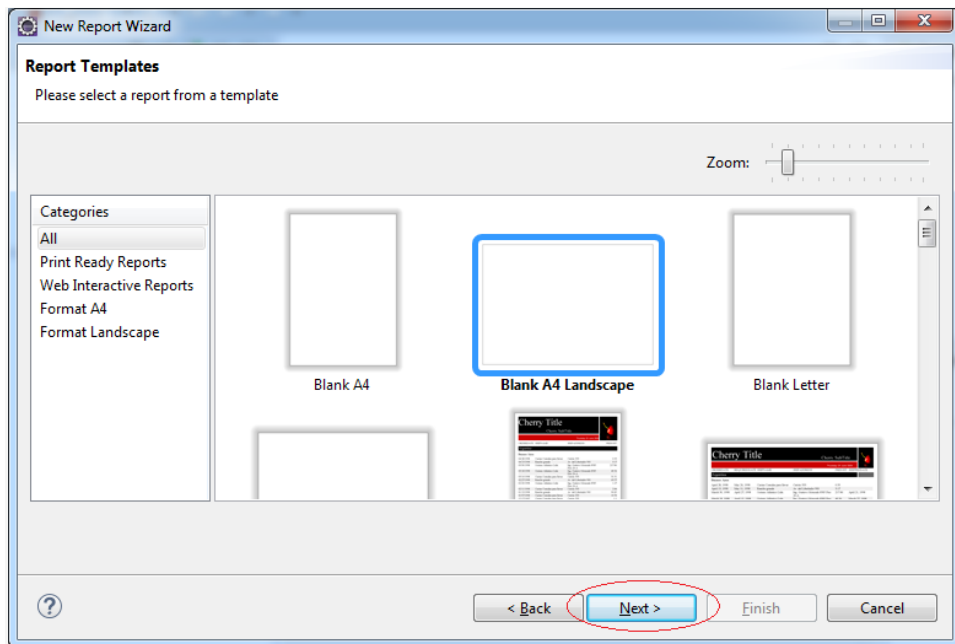 New Report Wizard
Report Templates
Please select a report from a template
Zoom:
Categories
All
Print Ready Reports
Web Interactive Reports
Format A4
Format Landscape
Blank A4
Blank A4 Landscape
Blank Letter
Cherry Title
Cherry Title
< Back
Next >
Finish
Cancel